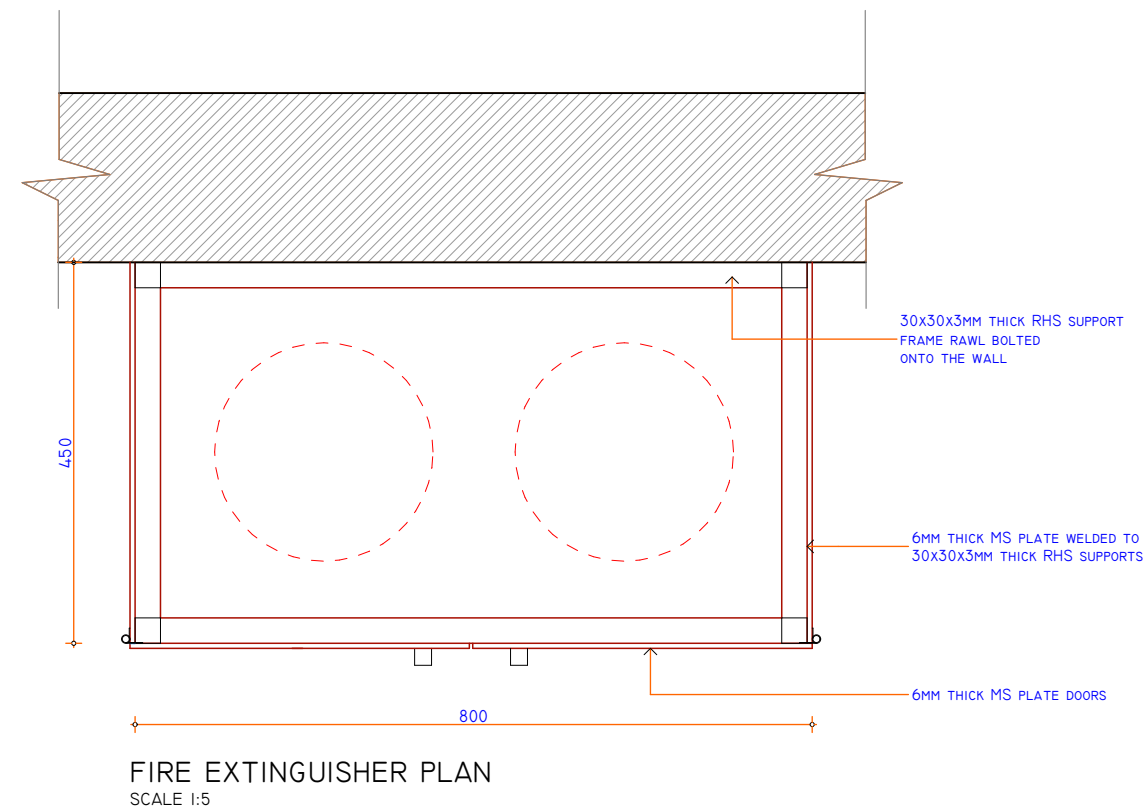 30X30X3MM THICK RHS SUPPORT
FRAME RAWL BOLTED
ONTO THE WALL
450
6MM THICK MS PLATE WELDED TO
30X30X3MM THICK RHS SUPPORTS
6MM THICK MS PLATE DOORS
800
FIRE EXTINGUISHER PLAN
SCALE 1:5